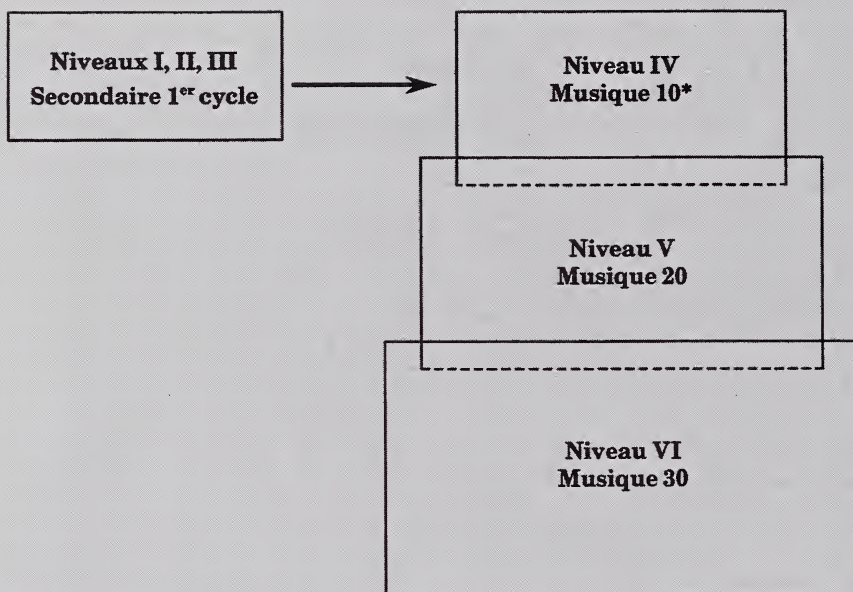 Niveaux I, II, III
Secondaire 1er cycle
Niveau IV
Musique 10*
Niveau V
Musique 20
Niveau VI
Musique 30